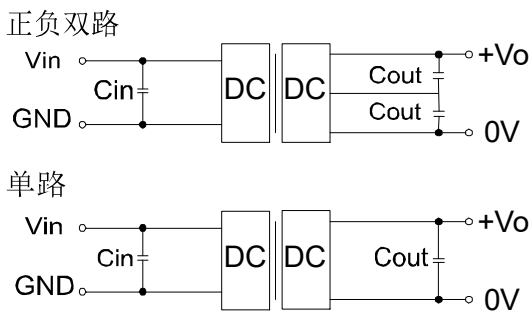 正负双路
Vin
+Vo
Cin
DC
DC
Cout
Cout
GND
0V
单路
Vin
+Vo
Cin
DC
DC
Cout
GND
0V